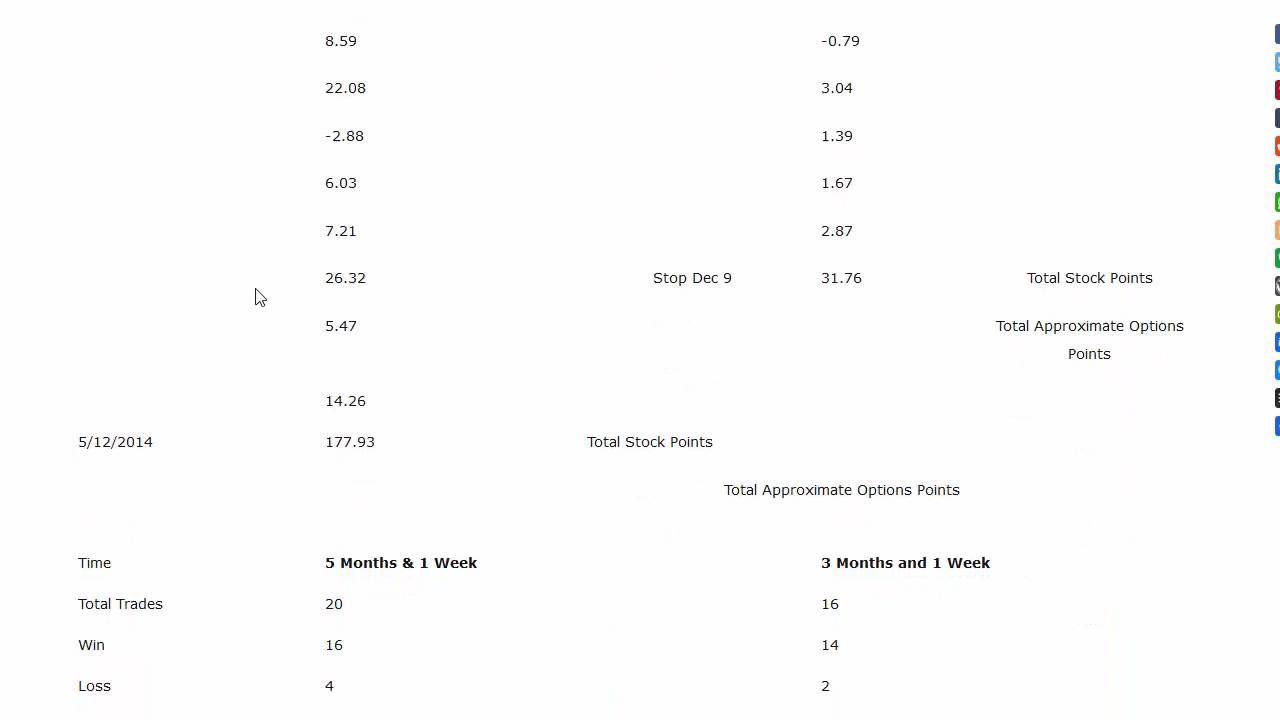 8.59 -0.79
22.08 3.04
-2.88 1.39
6.03 1.67
7.21 2.87
26.32 Stop Dec 9 31.76 Total Stock Points
5.47 Total Approximate Options
Points
14.26
5/12/2014 177.93 Total Stock Points
Total Approximate Options Points
Time 5 Months & 1 Week 3 Months and 1 Week
Total Trades 20 16
Win 16 14
Loss 4 2